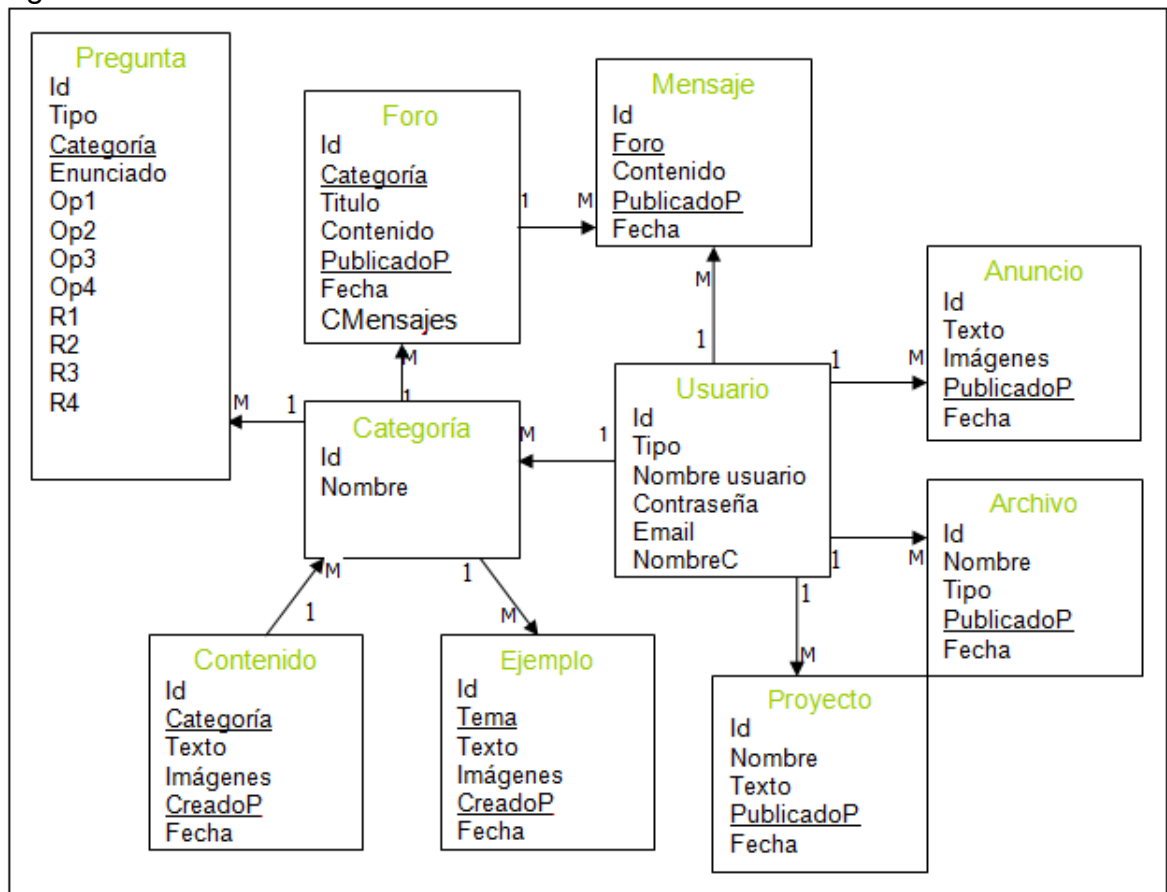 Pregunta
Id
Tipo
Categoría
Enunciado
Op1
Op2
Op3
Op4
R1
R2
R3
R4
Foro
Id
Categoría
Titulo
Contenido
PublicadoP
Fecha
CMensajes
Mensaje
Id
Foro
Contenido
PublicadoP
Fecha
1
M
M
1
Anuncio
Id
Texto
Imágenes
PublicadoP
Fecha
1
M
M
1
M
1
Categoría
Id
Nombre
M
1
Usuario
Id
Tipo
Nombre usuario
Contraseña
Email
NombreC
Archivo
Id
Nombre
Tipo
PublicadoP
Fecha
1
M
1
M
M
1
1
M
Contenido
Id
Categoría
Texto
Imágenes
CreadoP
Fecha
Ejemplo
Id
Tema
Texto
Imágenes
CreadoP
Fecha
Proyecto
Id
Nombre
Texto
PublicadoP
Fecha